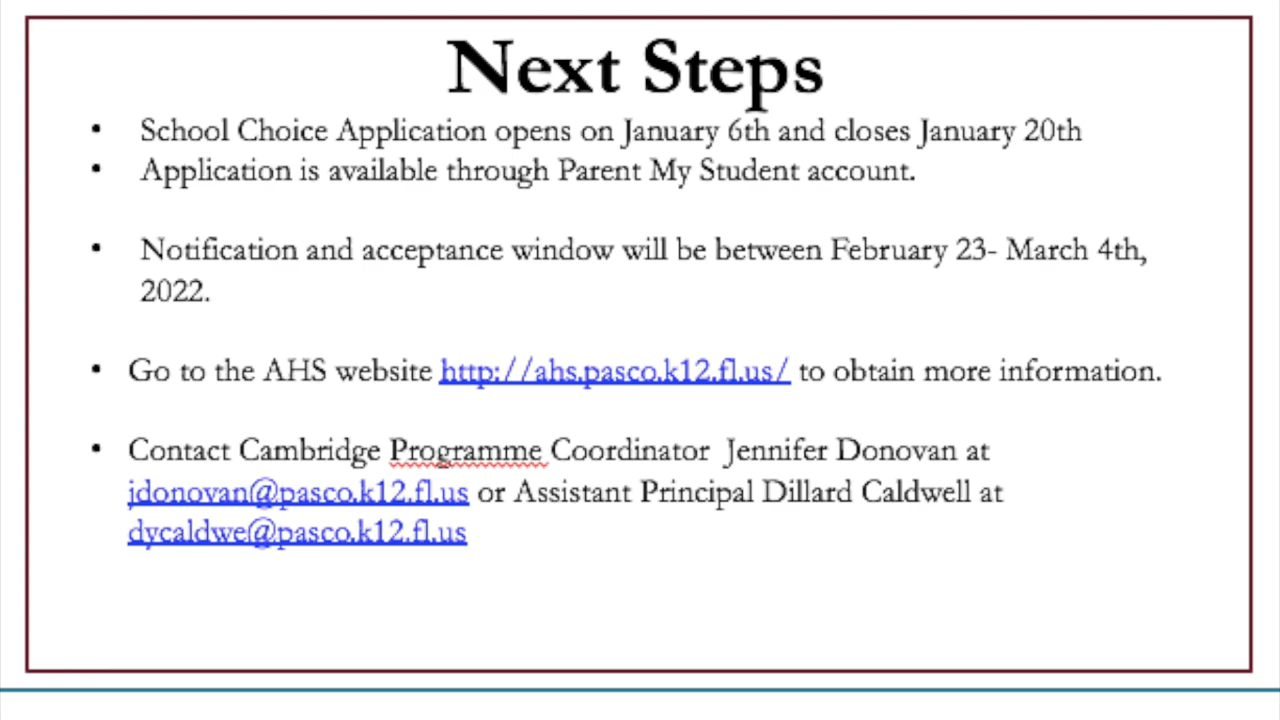 Next Steps
• School Choice Application opens on January 6th and closes January 20th
• Application is available through Parent My Student account.
• Notification and acceptance window will be between February 23- March 4th,
2022.
• Go to the AHS website http://ahs.pasco.k12.fl.us/ to obtain more information.
• Contact Cambridge Programme Coordinator  Jennifer Donovan at
jdonovan@pasco.k12.fl.us or Assistant Principal Dillard Caldwell at
dycaldwe@pasco.k12.fl.us